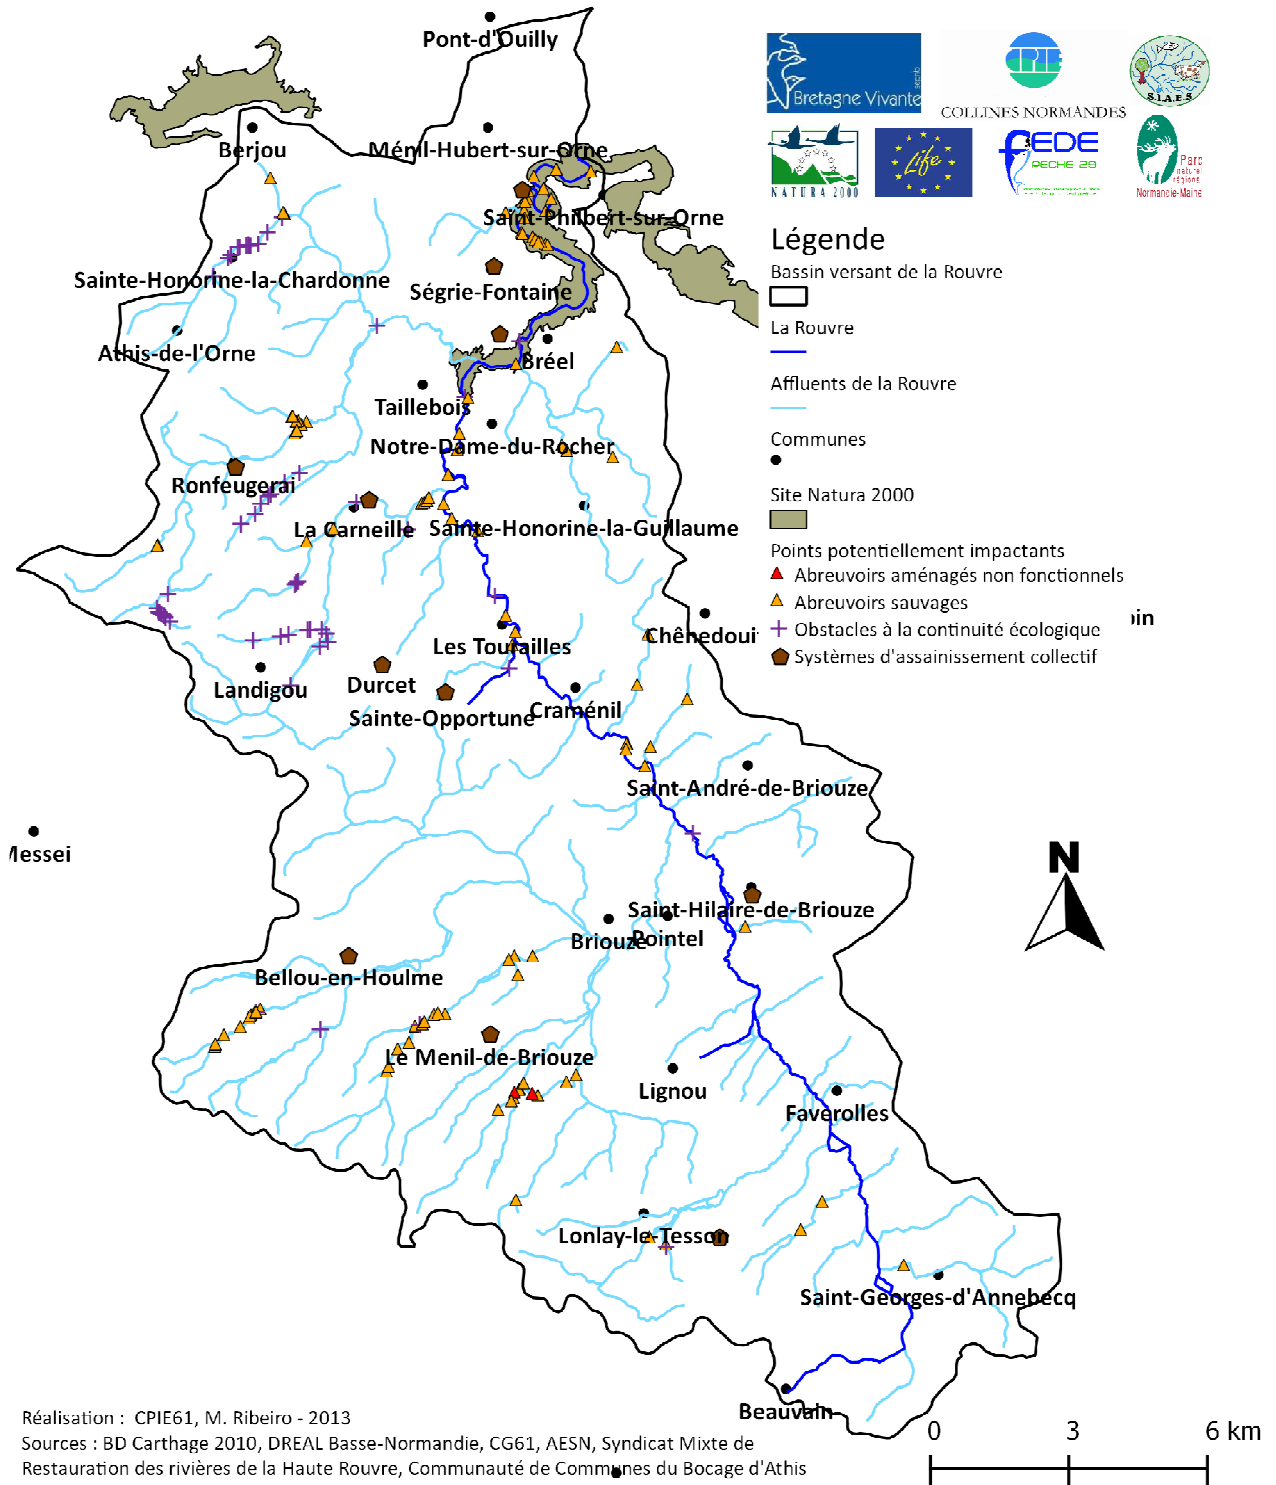 Pont-d'Ouilly
Berjou
Ménil-Hubert-sur-Orne
Saint-Philbert-sur-Orne
Sainte-Honorine-la-Chardonne
Ségrie-Fontaine
Athis-de-l'Orne
Bréel
Taillebois
Notre-Dame-du-Rocher
Ronfeugerai
La Carneille
Sainte-Honorine-la-Guillaume
Les Tourailles
Landigou
Durcet
Sainte-Opportune
Craménil
Saint-André-de-Briouze
Saint-Hilaire-de-Briouze
Briouze
Pointel
Bellou-en-Houlme
Le Menil-de-Briouze
Lignou
Faverolles
Lonlay-le-Tesson
Saint-Georges-d'Annebecq
Beauvain
Bretagne Vivante
sepnb
COLLINES NORMANDES
S.I.A.E.S
NATURA 2000
Life
FEDE
PECHE 29
Parc
naturel
régional
Normandie-Maine
Légende
Bassin versant de la Rouvre
La Rouvre
Affluents de la Rouvre
Communes
Site Natura 2000
Points potentiellement impactants
Abreuvoirs aménagés non fonctionnels
Abreuvoirs sauvages
Obstacles à la continuité écologique
Systèmes d'assainissement collectif
N
0 3 6 km
Réalisation : CPIE61, M. Ribeiro - 2013
Sources : BD Carthage 2010, DREAL Basse-Normandie, CG61, AESN, Syndicat Mixte de
Restauration des rivières de la Haute Rouvre, Communauté de Communes du Bocage d'Athis